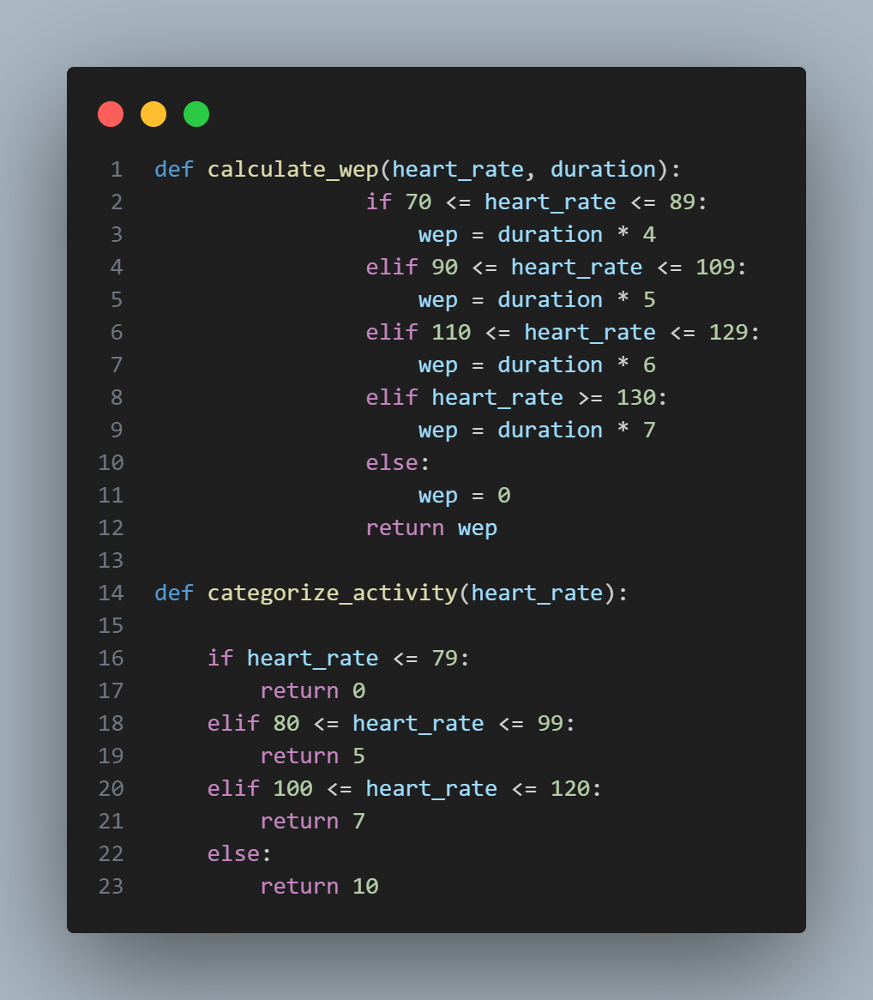 1 def calculate_wep(heart_rate, duration):
2                 if 70 <= heart_rate <= 89:
3                     wep = duration * 4
4                 elif 90 <= heart_rate <= 109:
5                     wep = duration * 5
6                 elif 110 <= heart_rate <= 129:
7                     wep = duration * 6
8                 elif heart_rate >= 130:
9                     wep = duration * 7
10                 else:
11                     wep = 0
12                 return wep
13
14 def categorize_activity(heart_rate):
15
16     if heart_rate <= 79:
17         return 0
18     elif 80 <= heart_rate <= 99:
19         return 5
20     elif 100 <= heart_rate <= 120:
21         return 7
22     else:
23         return 10